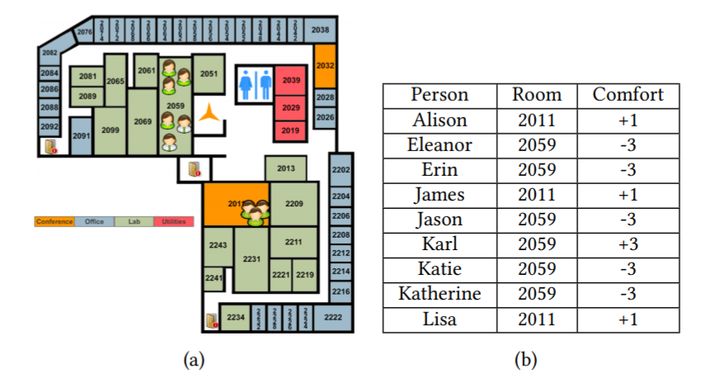 2076
2038
2082
2084
2086
2088
2092
2081
2089
2065
2061
2051
2059
2091
2099
2069
2032
2028
2026
2039
2029
2019
2013
2209
2202
2204
2206
2208
2212
2214
2216
2243
2241
2231
2211
2221 2219
2234
2222
Conference Office Lab Utilities
(a)
Person Room Comfort
Alison 2011 +1
Eleanor 2059 -3
Erin 2059 -3
James 2011 +1
Jason 2059 -3
Karl 2059 +3
Katie 2059 -3
Katherine 2059 -3
Lisa 2011 +1
(b)